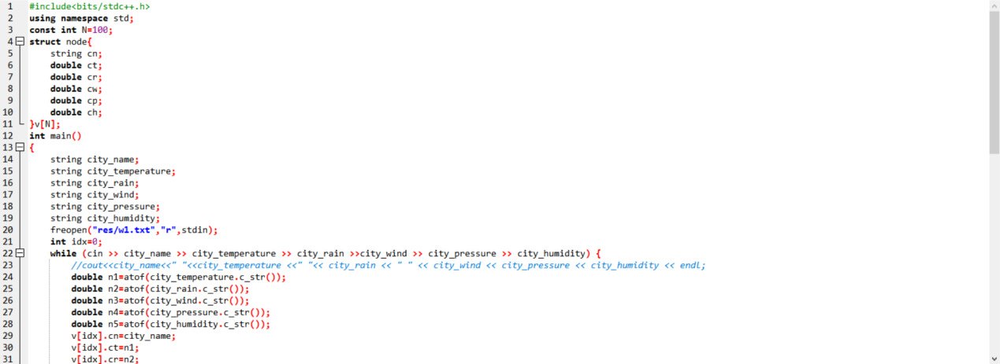 1 #include<bits/stdc++.h>
2 using namespace std;
3 const int N=100;
4 struct node{
5 string cn;
6 double ct;
7 double cr;
8 double cw;
9 double cp;
10 double ch;
11 }v[N];
12 int main()
13 {
14 string city_name;
15 string city_temperature;
16 string city_rain;
17 string city_wind;
18 string city_pressure;
19 string city_humidity;
20 freopen("res/w1.txt","r",stdin);
21 int idx=0;
22 while (cin >> city_name >> city_temperature >> city_rain >>city_wind >> city_pressure >> city_humidity) {
23 //cout<<city_name<<" "<<city_temperature <<" "<< city_rain << " " << city_wind << city_pressure << city_humidity << endl;
24 double n1=atof(city_temperature.c_str());
25 double n2=atof(city_rain.c_str());
26 double n3=atof(city_wind.c_str());
27 double n4=atof(city_pressure.c_str());
28 double n5=atof(city_humidity.c_str());
29 v[idx].cn=city_name;
30 v[idx].ct=n1;
31 v[idx].cr=n2;